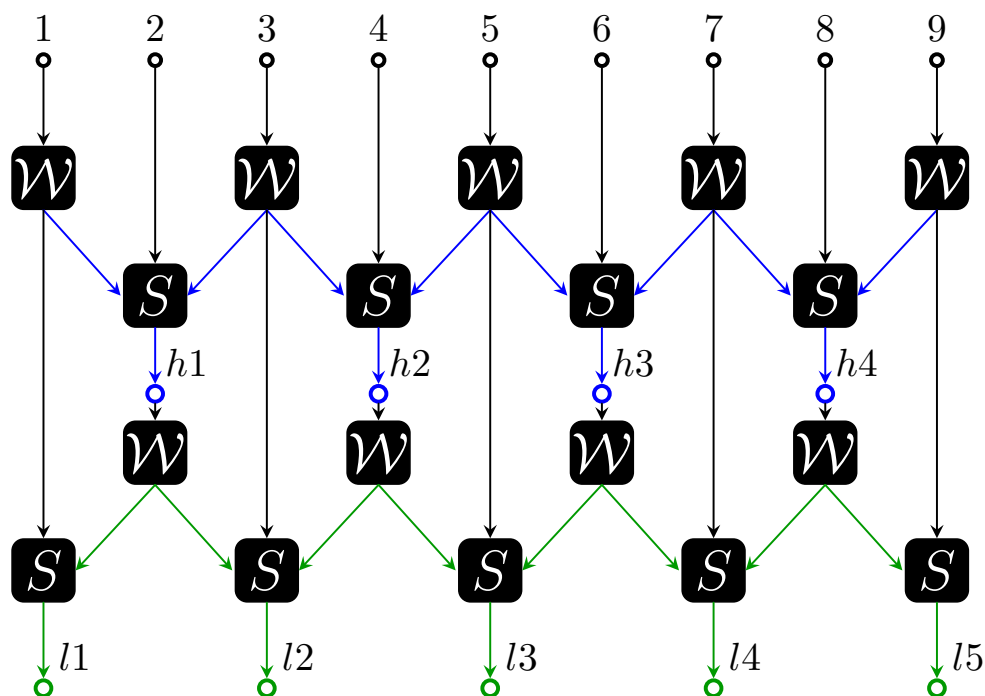 1 2 3 4 5 6 7 8 9
𝒲 𝒲 𝒲 𝒲 𝒲
S S S S
h1 h2 h3 h4
𝒲 𝒲 𝒲 𝒲
S S S S S
l1 l2 l3 l4 l5